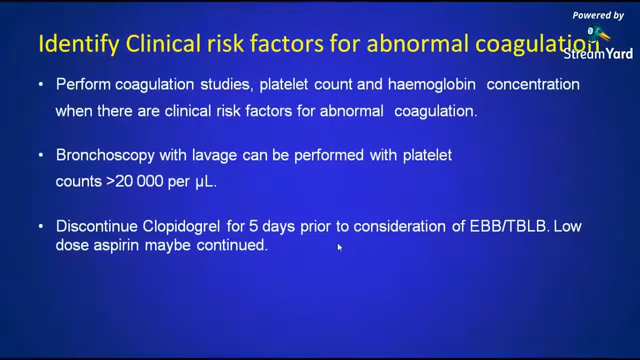 Powered by
StreamYard
Identify Clinical risk factors for abnormal coagulation
• Perform coagulation studies, platelet count and haemoglobin concentration
when there are clinical risk factors for abnormal coagulation.
• Bronchoscopy with lavage can be performed with platelet
counts >20 000 per µL.
• Discontinue Clopidogrel for 5 days prior to consideration of EBB/TBLB. Low
dose aspirin maybe continued.